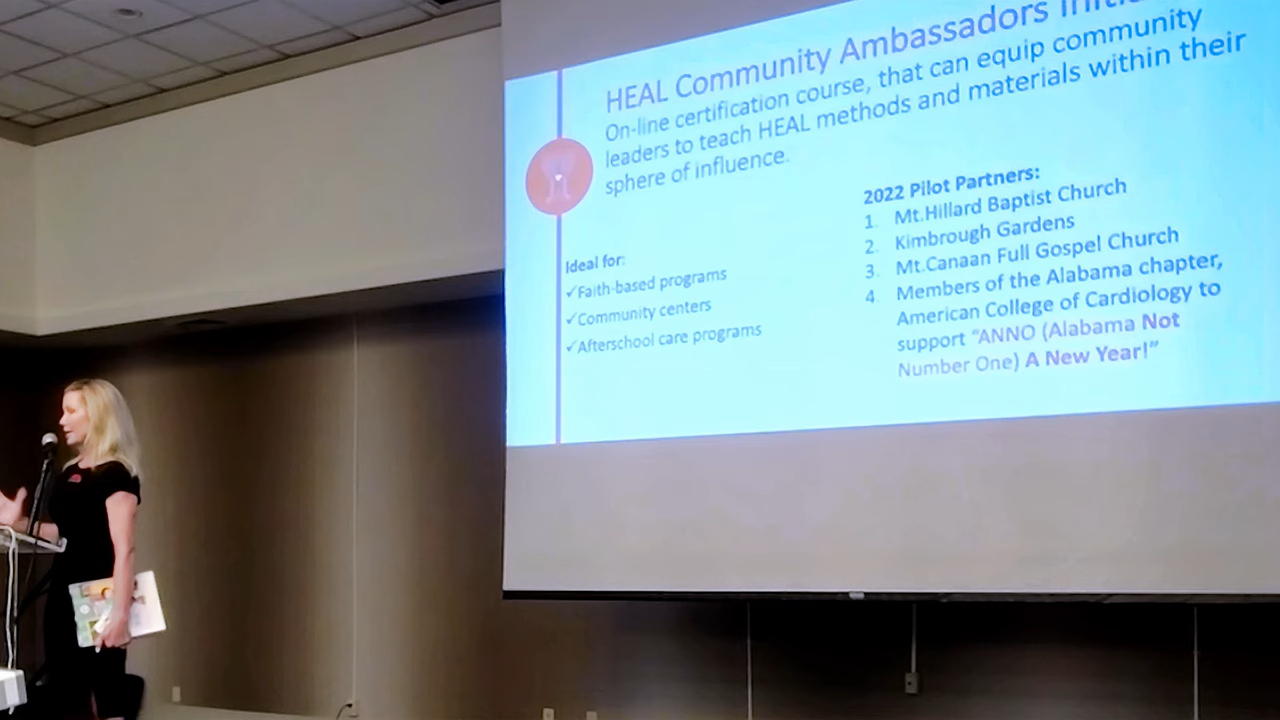 HEAL Community Ambassadors
On-line certification course, that can equip community
leaders to teach HEAL methods and materials within their
sphere of influence.
Ideal for:
✓Faith-based programs
✓Community centers
✓Afterschool care programs
2022 Pilot Partners:
1. Mt.Hillard Baptist Church
2. Kimbrough Gardens
3. Mt.Canaan Full Gospel Church
4. Members of the Alabama chapter,
American College of Cardiology to
support "ANNO (Alabama Not
Number One) A New Year!"